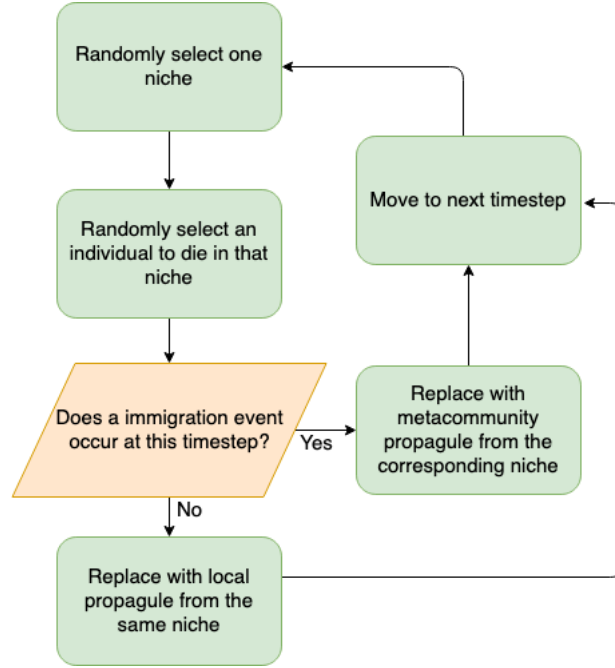 Randomly select one
niche
Randomly select an
individual to die in that
niche
Move to next timestep
Does a immigration event
occur at this timestep?
Yes
Replace with
metacommunity
propagule from the
corresponding niche
No
Replace with local
propagule from the
same niche